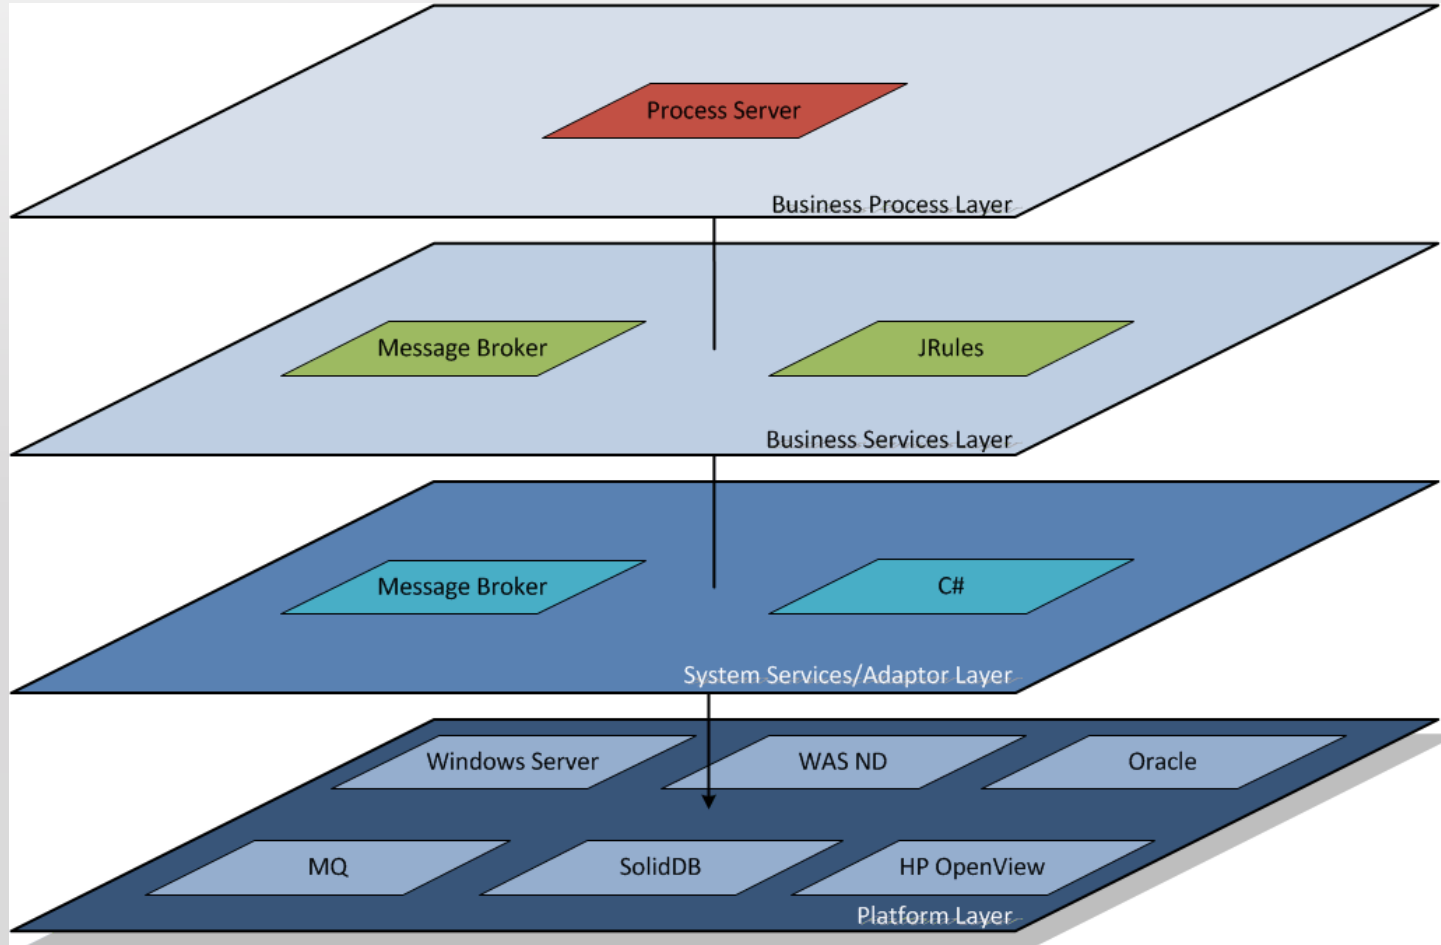 Process Server
Business Process Layer
Message Broker
JRules
Business Services Layer
Message Broker
C#
System Services/Adaptor Layer
Windows Server
WAS ND
Oracle
MQ
SolidDB
HP OpenView
Platform Layer